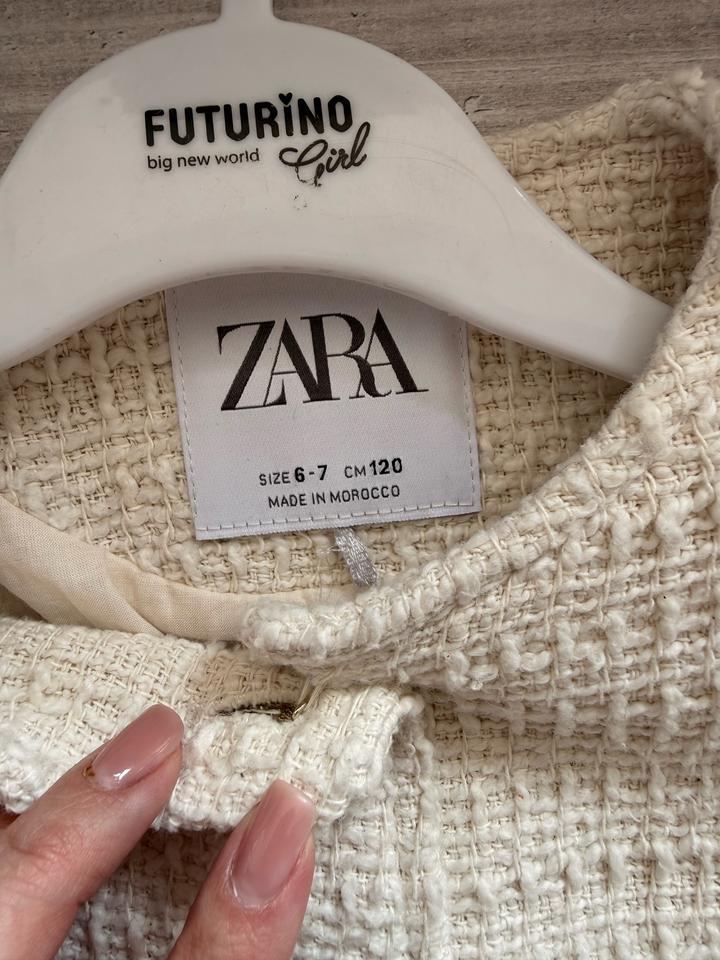 FUTURINO
big new world Girl
ZARA
SIZE 6-7 CM 120
MADE IN MOROCCO